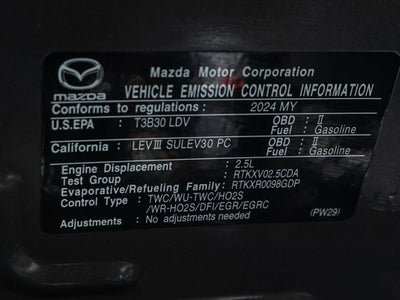 Mazda Motor Corporation
mazda VEHICLE EMISSION CONTROL INFORMATION
Conforms to regulations : 2024 MY
U.S.EPA : T3B30 LDV OBD : II
Fuel : Gasoline
California : LEVIII SULEV30 PC OBD : II
Fuel : Gasoline
Engine Displacement : 2.5L
Test Group : RTKXV02.5CDA
Evaporative/Refueling Family: RTKXR0098GDP
Control Type : TWC/WU-TWC/HO2S
/WR-HO2S/DFI/EGR/EGRC
Adjustments : No adjustments needed
(PW29)